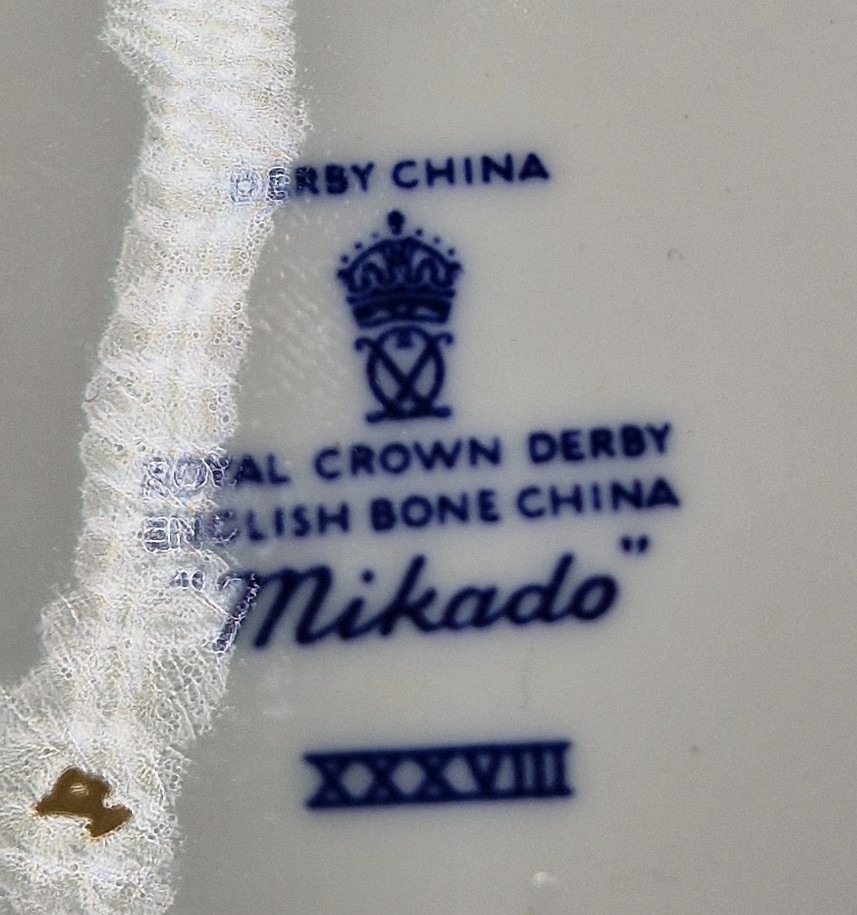 DERBY CHINA
ROYAL CROWN DERBY
ENGLISH BONE CHINA
"Mikado"
XXXVIII